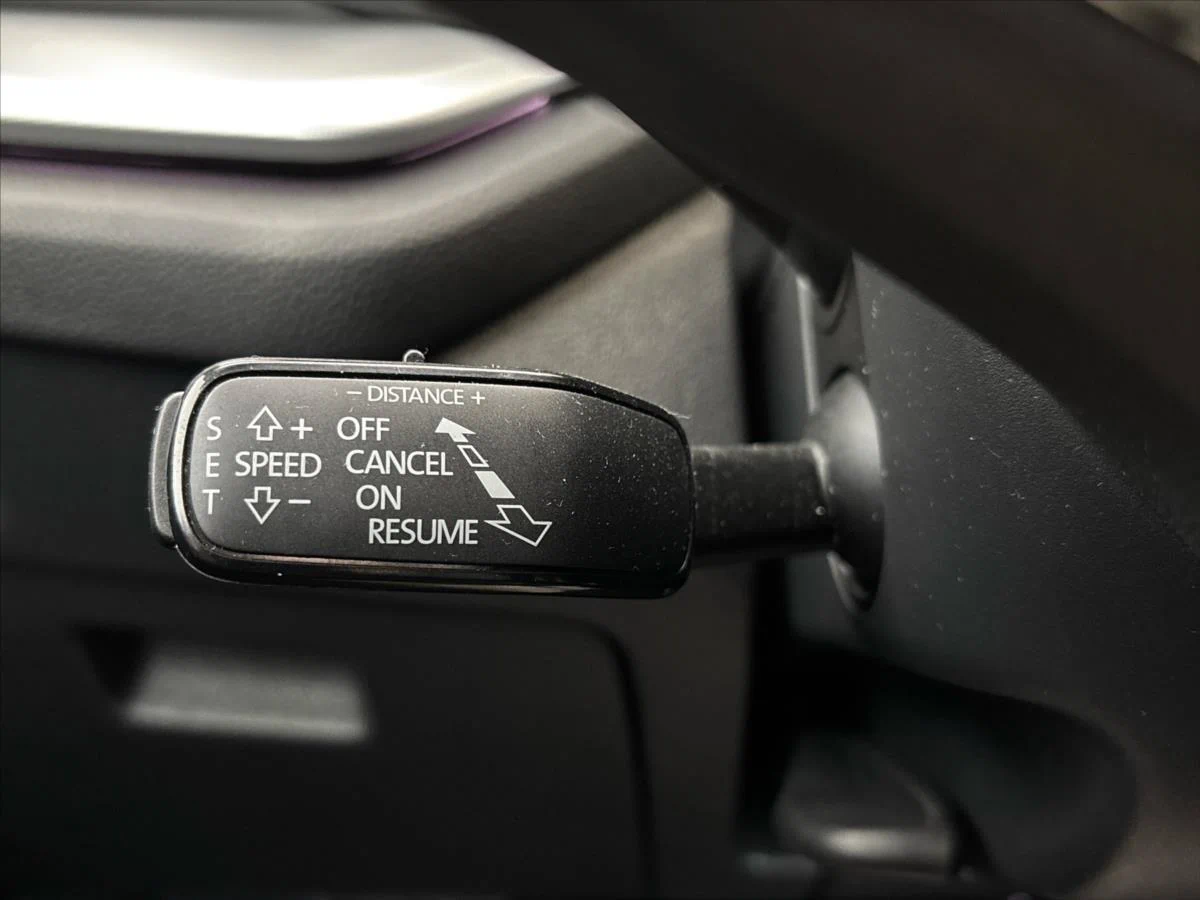 − DISTANCE +
S + OFF
E SPEED CANCEL
T − ON
RESUME